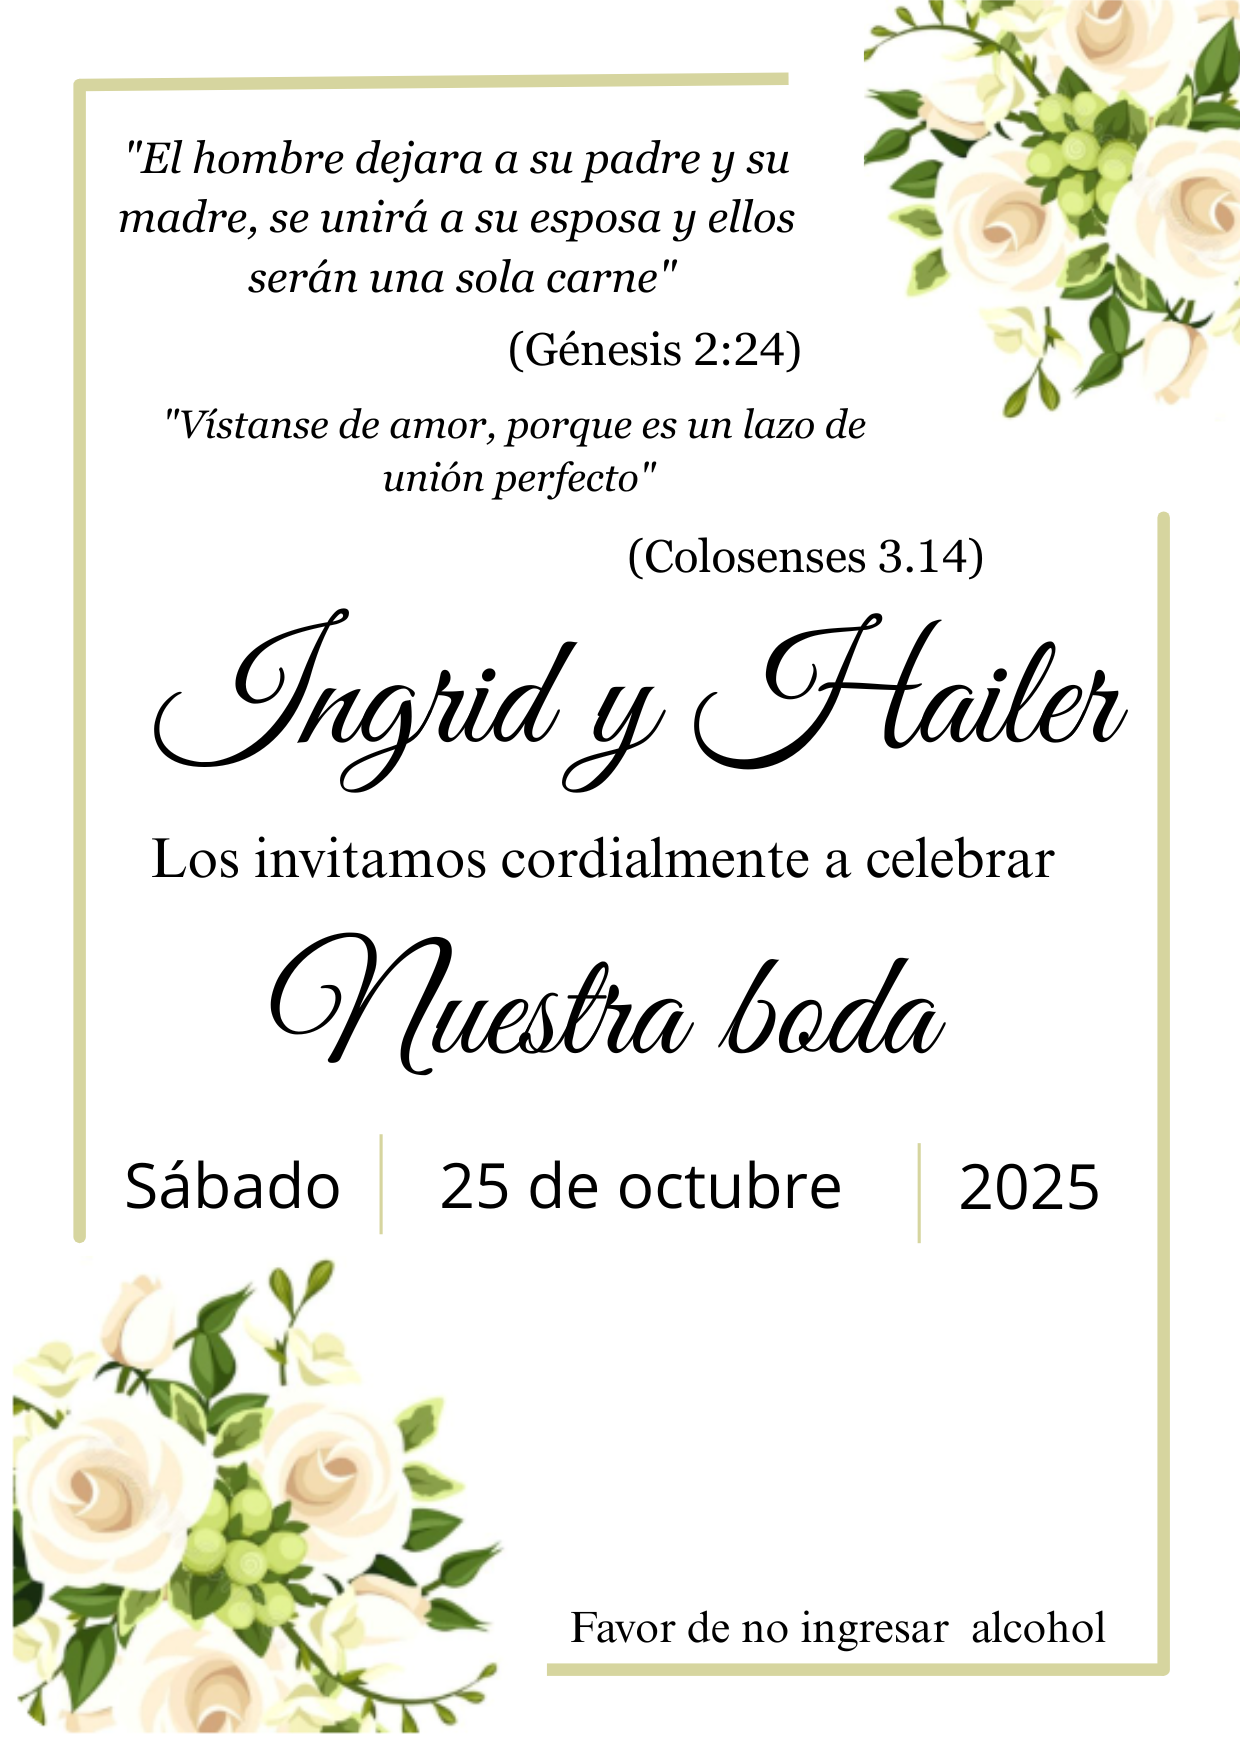 "El hombre dejara a su padre y su
madre, se unirá a su esposa y ellos
serán una sola carne"
(Génesis 2:24)
"Vístanse de amor, porque es un lazo de
unión perfecto"
(Colosenses 3.14)
Ingrid y Hailer
Los invitamos cordialmente a celebrar
Nuestra boda
Sábado 25 de octubre 2025
Favor de no ingresar  alcohol